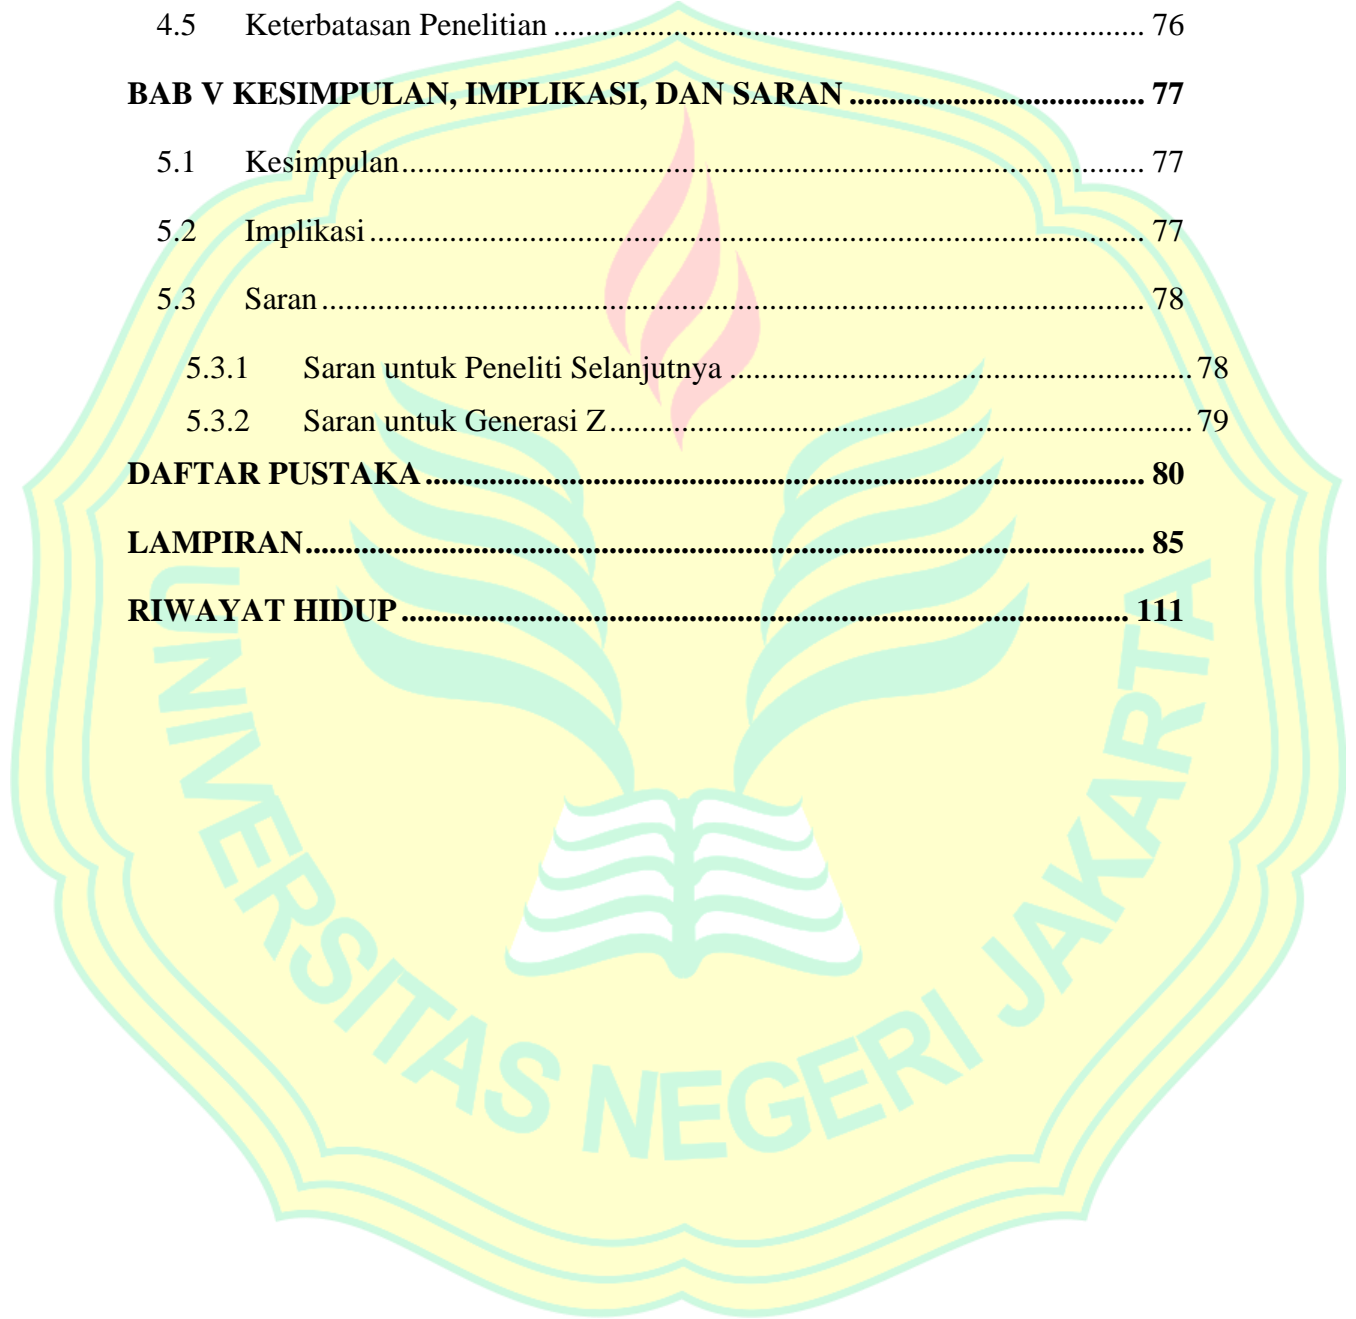 4.5 Keterbatasan Penelitian .......................................................................... 76
BAB V KESIMPULAN, IMPLIKASI, DAN SARAN ..................................... 77
5.1 Kesimpulan............................................................................................. 77
5.2 Implikasi ................................................................................................. 77
5.3 Saran ....................................................................................................... 78
5.3.1 Saran untuk Peneliti Selanjutnya .......................................................... 78
5.3.2 Saran untuk Generasi Z......................................................................... 79
DAFTAR PUSTAKA .......................................................................................... 80
LAMPIRAN......................................................................................................... 85
RIWAYAT HIDUP ........................................................................................... 111
UNIVERSITAS NEGERI JAKARTA